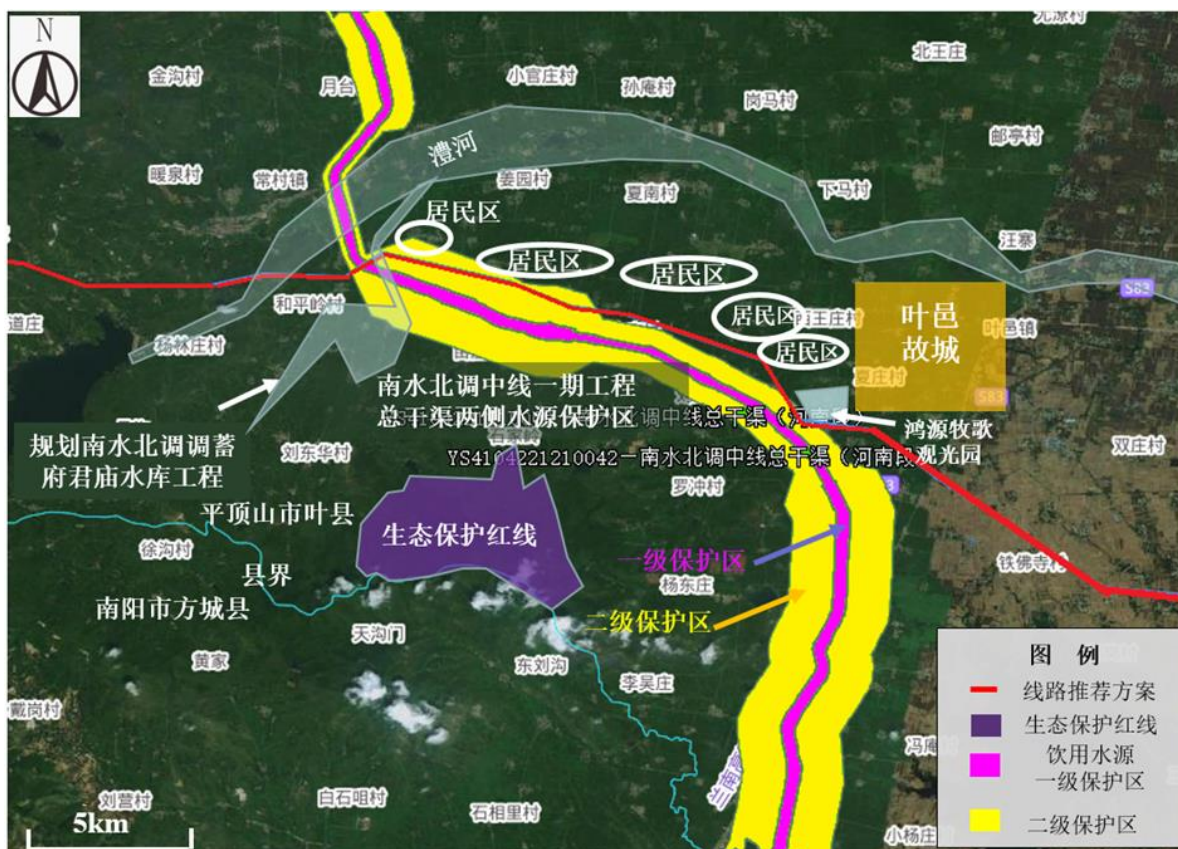 N
金沟村
月台
小官庄村
孙庵村
岗马村
北王庄
邮亭村
暖泉村
常村镇
澧河
姜园村
夏南村
下马村
汪寨
居民区
居民区
居民区
居民区
居民区
S83
和平岭村
道庄
杨林庄村
叶邑
故城
叶邑镇
夏庄村
S83
南水北调中线一期工程
总干渠两侧水源保护区
鸿源牧歌
观光园
双庄村
规划南水北调调蓄
府君庙水库工程
刘东华村
YS4104221210042－南水北调中线总干渠（河南段
罗冲村
平顶山市叶县
徐沟村
县界
南阳市方城县
生态保护红线
一级保护区
杨东庄
二级保护区
铁佛寺村
黄家
天沟门
东刘沟
李吴庄
戴岗村
刘营村
白石咀村
石相里村
小杨庄
5km
图 例
线路推荐方案
生态保护红线
饮用水源
一级保护区
二级保护区